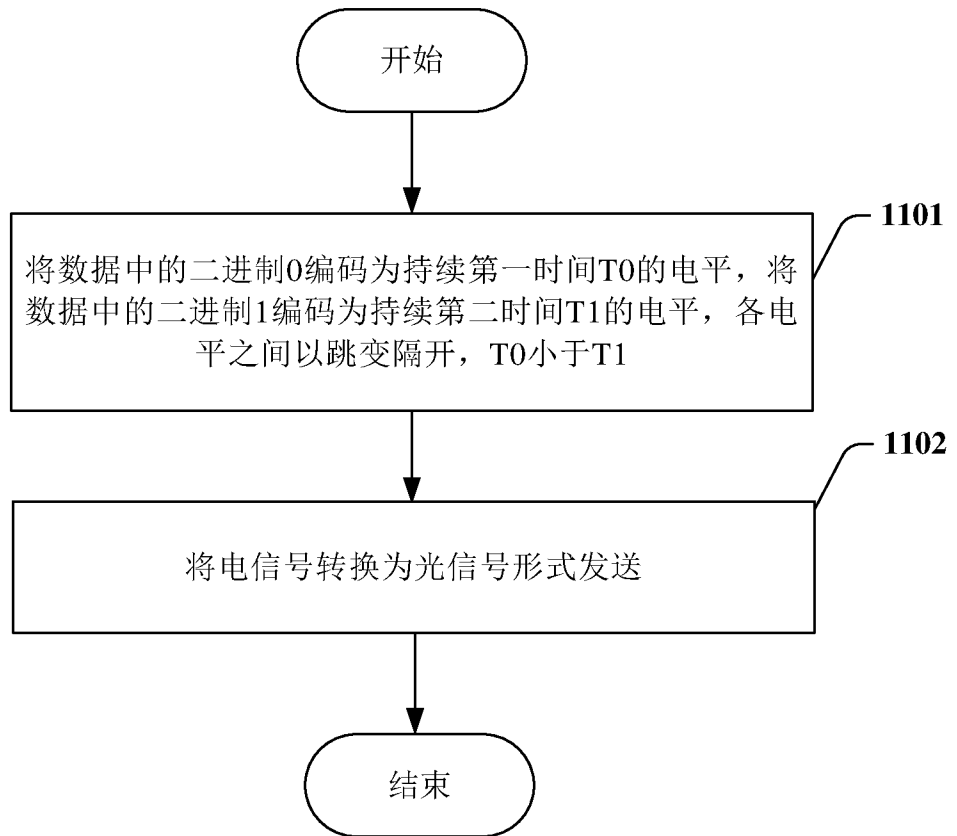 开始
1101
将数据中的二进制0编码为持续第一时间T0的电平，将
数据中的二进制1编码为持续第二时间T1的电平，各电
平之间以跳变隔开，T0小于T1
1102
将电信号转换为光信号形式发送
结束